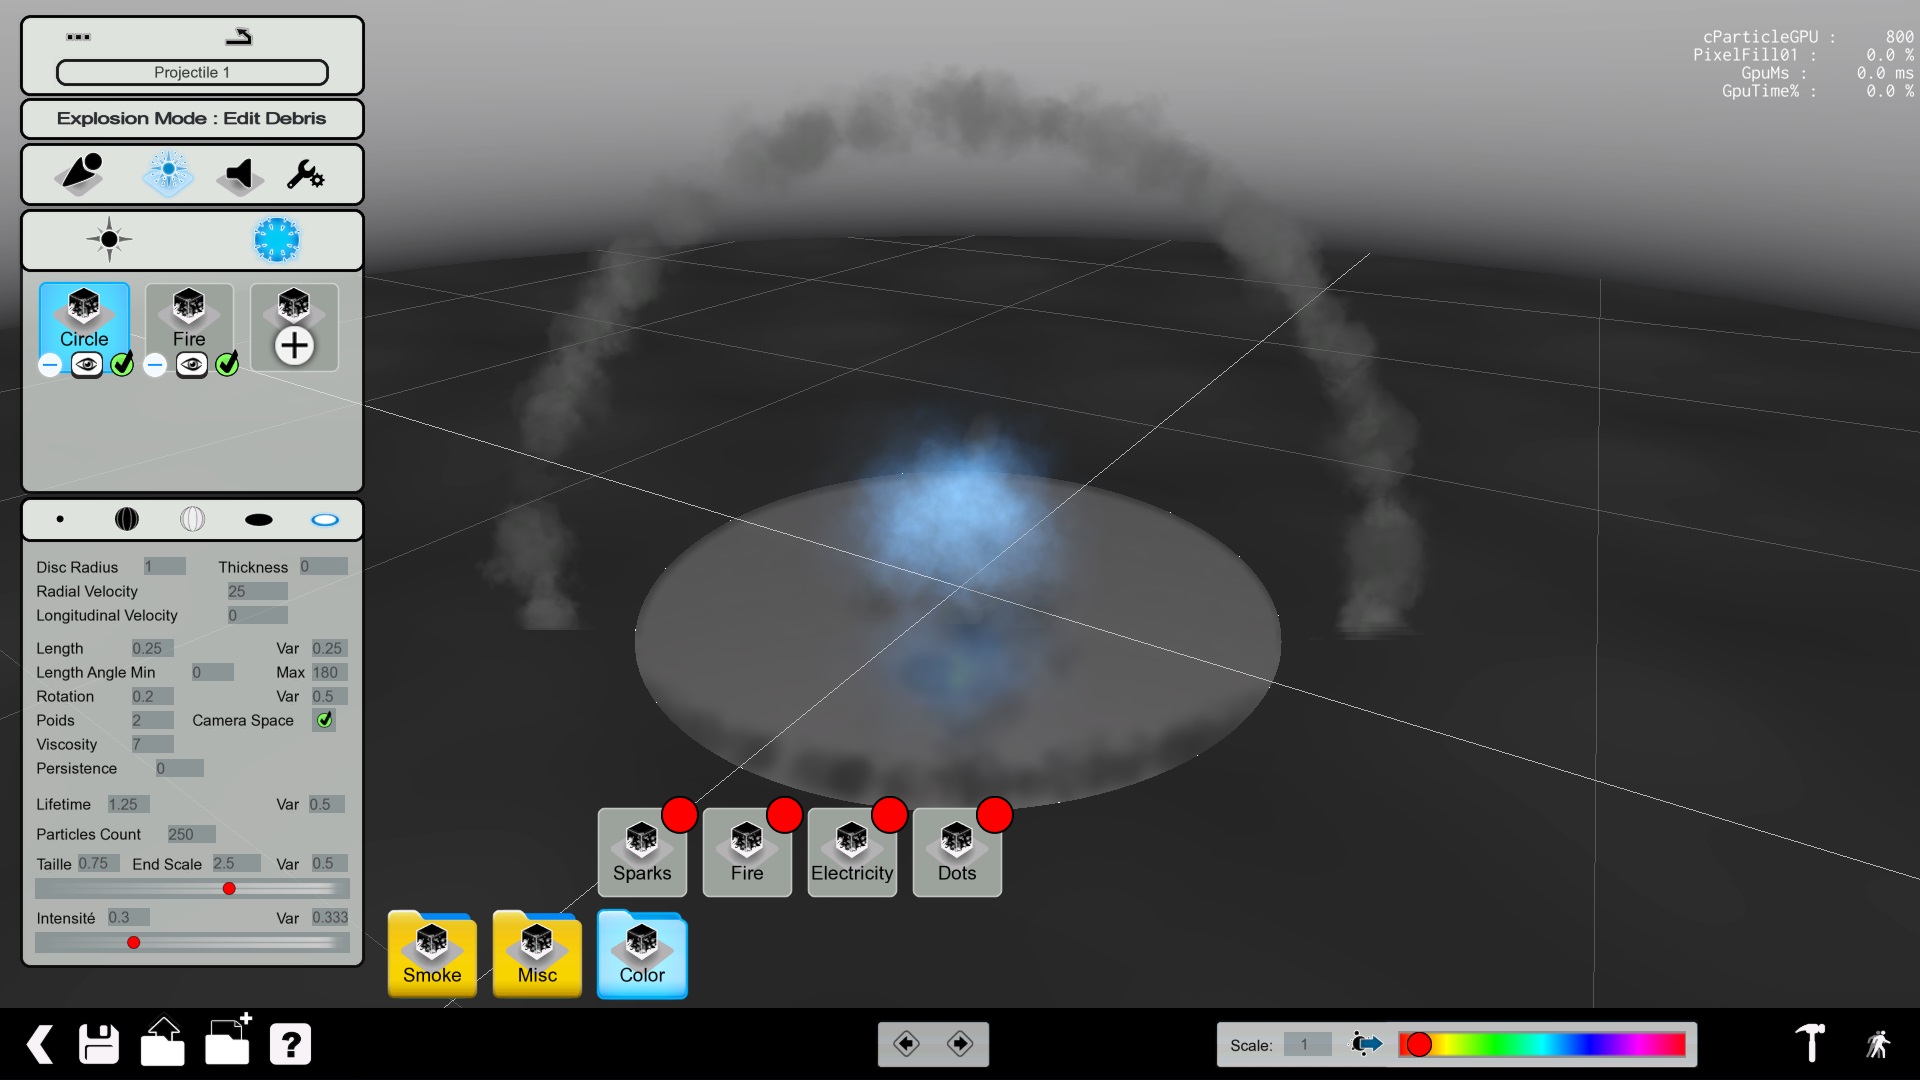 Projectile 1
Explosion Mode : Edit Debris
Circle
Fire
Disc Radius 1 Thickness 0
Radial Velocity 25
Longitudinal Velocity 0
Length 0.25 Var 0.25
Length Angle Min 0 Max 180
Rotation 0.2 Var 0.5
Poids 2 Camera Space
Viscosity 7
Persistence 0
Lifetime 1.25 Var 0.5
Particles Count 250
Taille 0.75 End Scale 2.5 Var 0.5
Intensité 0.3 Var 0.333
cParticleGPU : 800
PixelFill01 : 0.0 %
GpuMs : 0.0 ms
GpuTime% : 0.0 %
Sparks
Fire
Electricity
Dots
Smoke
Misc
Color
?
Scale: 1